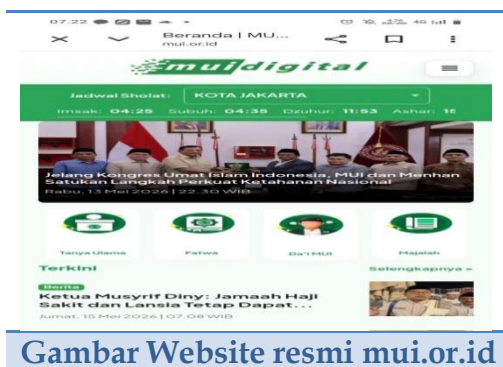 07.22
4G
Beranda | MU...
mui.or.id
muidigital
Jadwal Sholat: KOTA JAKARTA
Imsak: 04:25 Subuh: 04:35 Dzuhur: 11:53 Ashar: 15
Jelang Kongres Umat Islam Indonesia, MUI dan Menhan
Satukan Langkah Perkuat Ketahanan Nasional
Rabu, 13 Mei 2026 | 22.30 WIB
Tanya Ulama Fatwa Da'i MUI Majalah
Terkini Selengkapnya »
Berita
Ketua Musyrif Diny: Jamaah Haji
Sakit dan Lansia Tetap Dapat...
Jumat, 15 Mei 2026 | 07.08 WIB
Gambar Website resmi mui.or.id